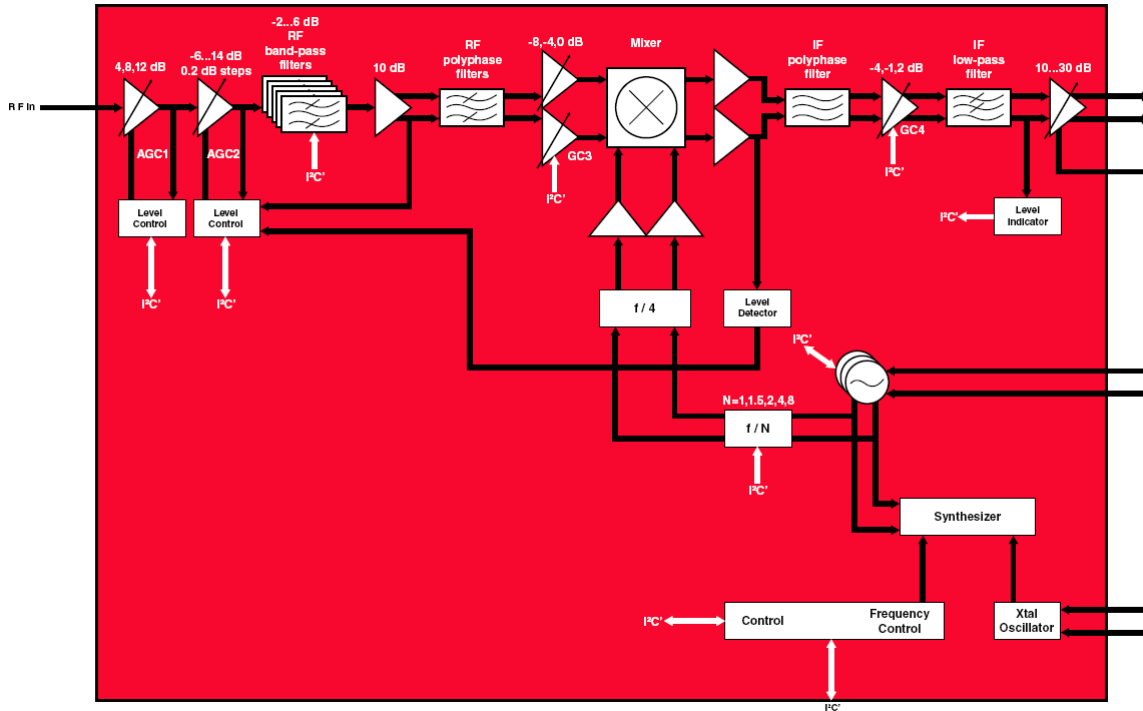 -2...6 dB
RF
band-pass
filters
-6...14 dB
0.2 dB steps
4,8,12 dB
10 dB
RF
polyphase
filters
-8,-4,0 dB
Mixer
IF
polyphase
filter
-4,-1,2 dB
IF
low-pass
filter
10...30 dB
RF In
AGC1
AGC2
I²C'
GC3
I²C'
GC4
I²C'
Level
Control
Level
Control
I²C'
Level
Indicator
I²C'
I²C'
f / 4
Level
Detector
I²C'
N=1,1.5,2,4,8
f / N
I²C'
Synthesizer
I²C'
Control
Frequency
Control
Xtal
Oscillator
I²C'